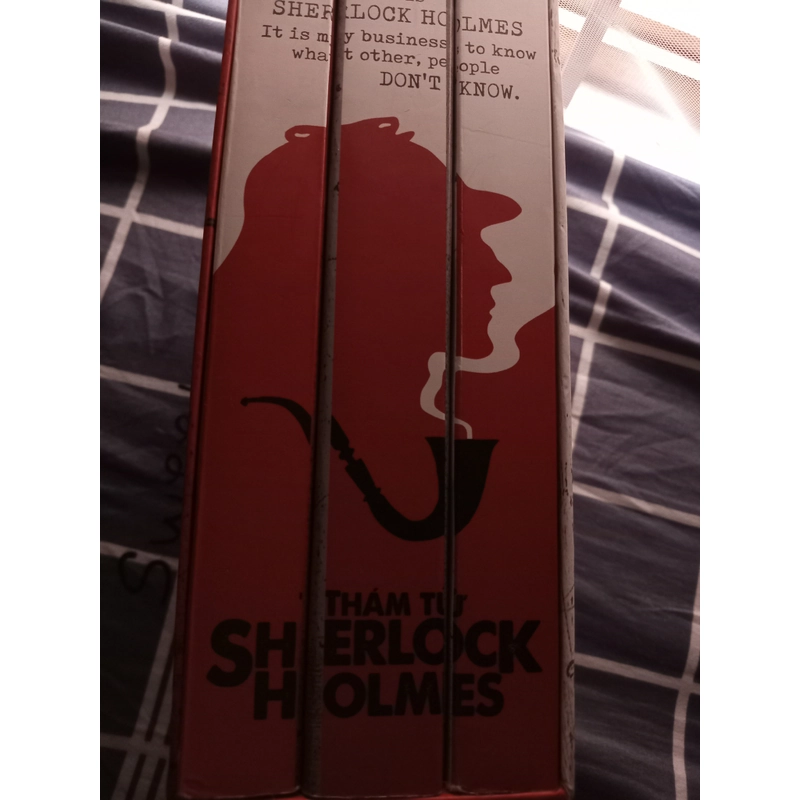 SHERLOCK HOLMES
It is my business to know
what other people
DON'T KNOW.
THÁM TỬ
SHERLOCK
HOLMES